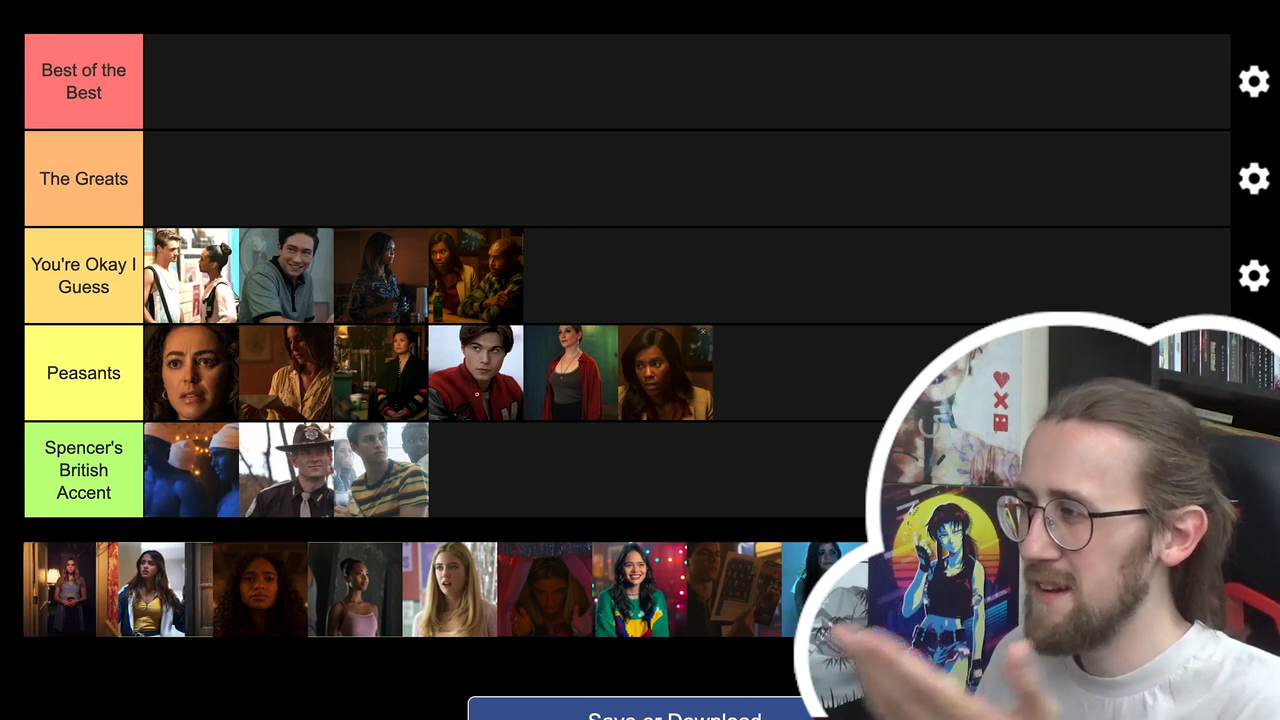 Best of the
Best
The Greats
You're Okay I
Guess
Peasants
Spencer's
British
Accent
Save or Download